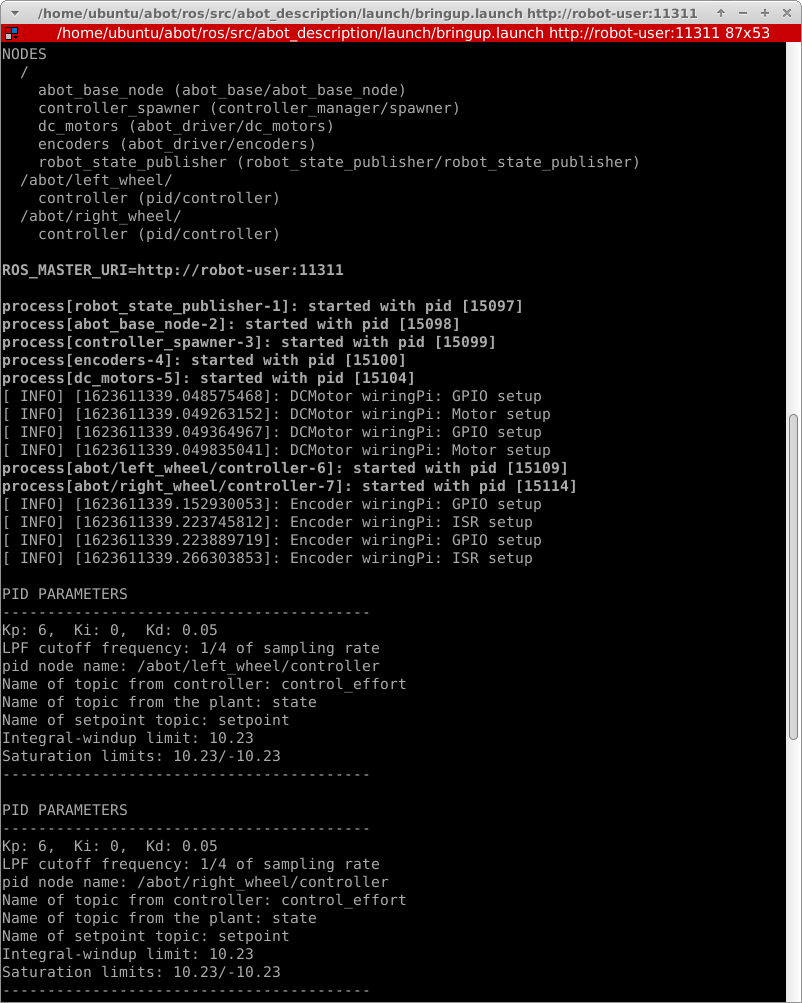 /home/ubuntu/abot/ros/src/abot_description/launch/bringup.launch http://robot-user:11311
/home/ubuntu/abot/ros/src/abot_description/launch/bringup.launch http://robot-user:11311 87x53
NODES
  /
    abot_base_node (abot_base/abot_base_node)
    controller_spawner (controller_manager/spawner)
    dc_motors (abot_driver/dc_motors)
    encoders (abot_driver/encoders)
    robot_state_publisher (robot_state_publisher/robot_state_publisher)
  /abot/left_wheel/
    controller (pid/controller)
  /abot/right_wheel/
    controller (pid/controller)

ROS_MASTER_URI=http://robot-user:11311

process[robot_state_publisher-1]: started with pid [15097]
process[abot_base_node-2]: started with pid [15098]
process[controller_spawner-3]: started with pid [15099]
process[encoders-4]: started with pid [15100]
process[dc_motors-5]: started with pid [15104]
[ INFO] [1623611339.048575468]: DCMotor wiringPi: GPIO setup
[ INFO] [1623611339.049263152]: DCMotor wiringPi: Motor setup
[ INFO] [1623611339.049364967]: DCMotor wiringPi: GPIO setup
[ INFO] [1623611339.049835041]: DCMotor wiringPi: Motor setup
process[abot/left_wheel/controller-6]: started with pid [15109]
process[abot/right_wheel/controller-7]: started with pid [15114]
[ INFO] [1623611339.152930053]: Encoder wiringPi: GPIO setup
[ INFO] [1623611339.223745812]: Encoder wiringPi: ISR setup
[ INFO] [1623611339.223889719]: Encoder wiringPi: GPIO setup
[ INFO] [1623611339.266303853]: Encoder wiringPi: ISR setup

PID PARAMETERS
-----------------------------------------
Kp: 6,  Ki: 0,  Kd: 0.05
LPF cutoff frequency: 1/4 of sampling rate
pid node name: /abot/left_wheel/controller
Name of topic from controller: control_effort
Name of topic from the plant: state
Name of setpoint topic: setpoint
Integral-windup limit: 10.23
Saturation limits: 10.23/-10.23
-----------------------------------------

PID PARAMETERS
-----------------------------------------
Kp: 6,  Ki: 0,  Kd: 0.05
LPF cutoff frequency: 1/4 of sampling rate
pid node name: /abot/right_wheel/controller
Name of topic from controller: control_effort
Name of topic from the plant: state
Name of setpoint topic: setpoint
Integral-windup limit: 10.23
Saturation limits: 10.23/-10.23
-----------------------------------------